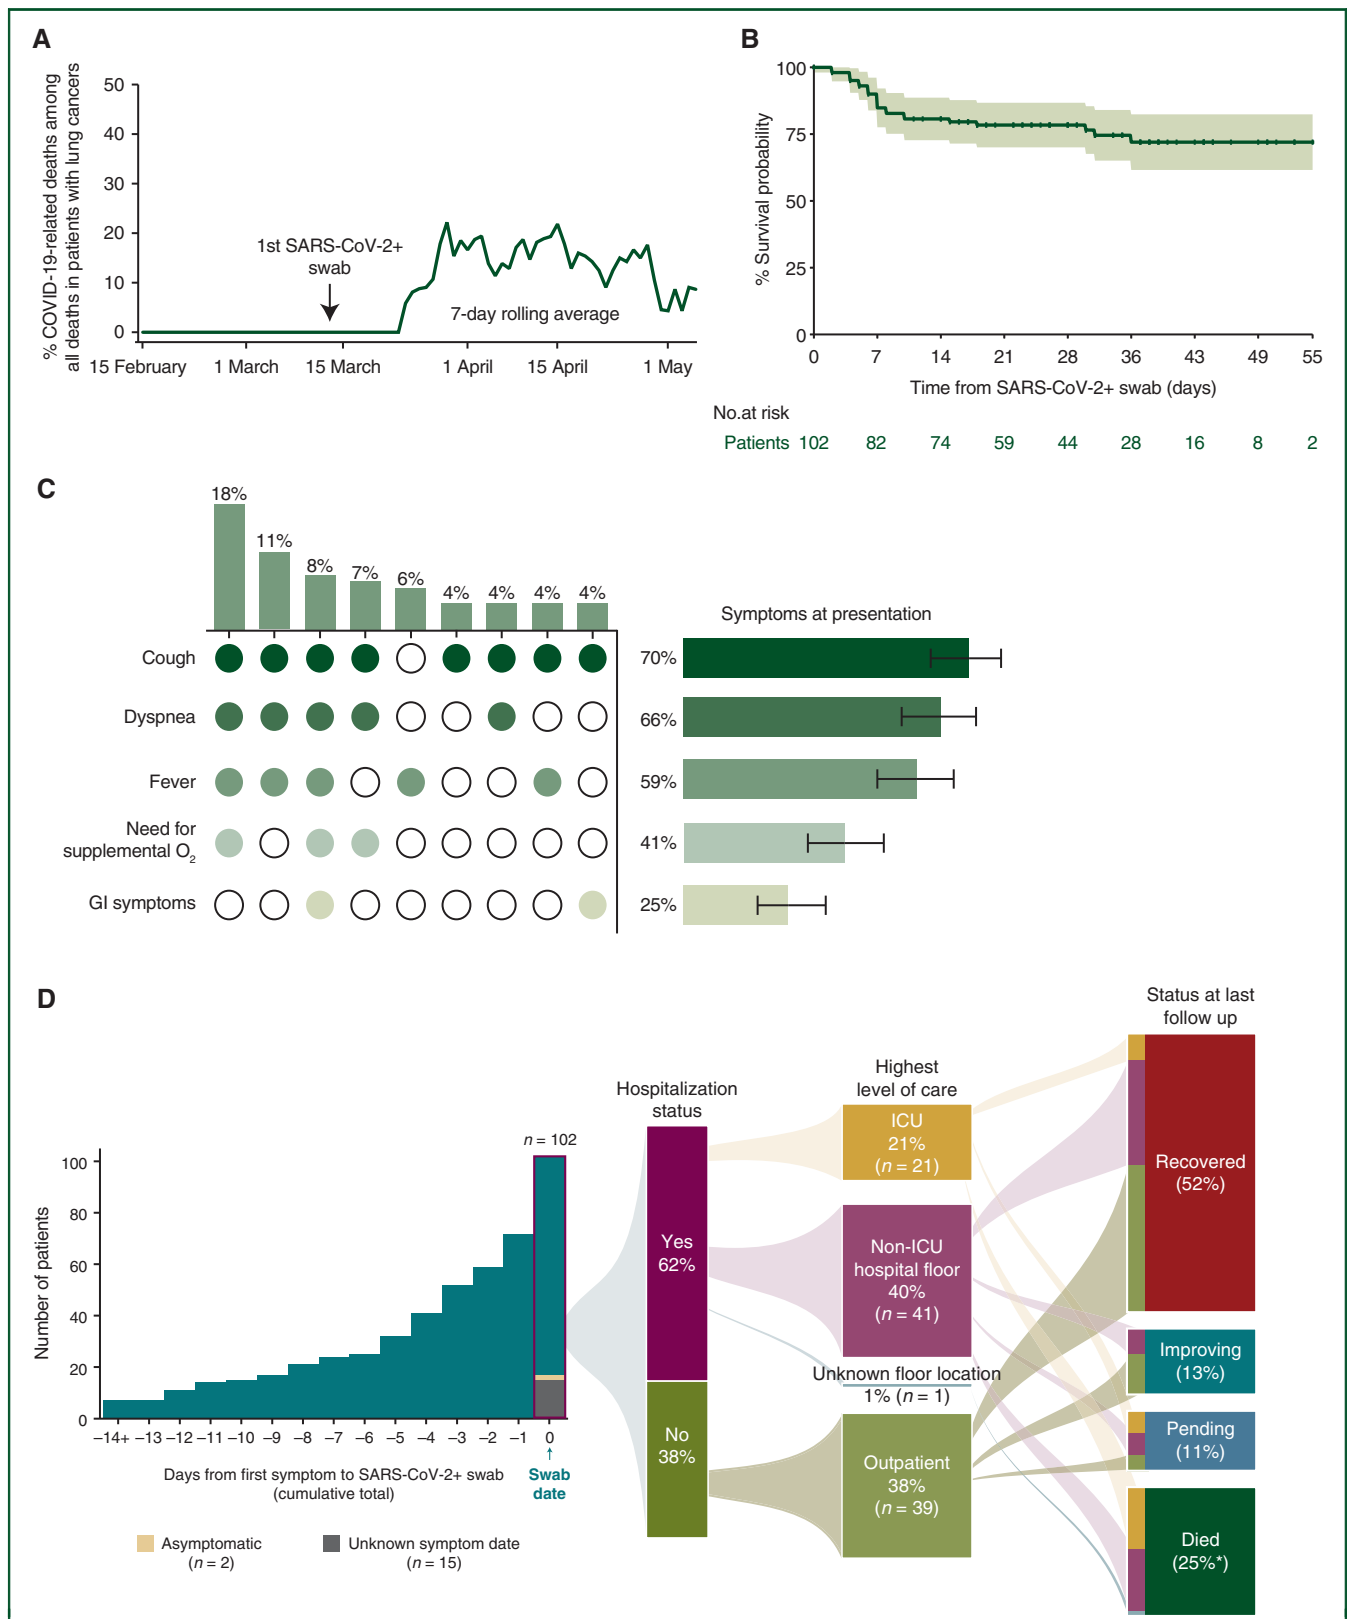 A
% COVID-19-related deaths among
all deaths in patients with lung cancers
50
40
30
20
10
0
1st SARS-CoV-2+
swab
7-day rolling average
15 February 1 March 15 March 1 April 15 April 1 May
B
% Survival probability
100
75
50
25
0
0 7 14 21 28 36 43 49 55
Time from SARS-CoV-2+ swab (days)
No.at risk
Patients 102 82 74 59 44 28 16 8 2
C
18%
11%
8%
7%
6%
4%
4%
4%
4%
Symptoms at presentation
Cough
70%
Dyspnea
66%
Fever
59%
Need for
supplemental O2
41%
GI symptoms
25%
D
Number of patients
100
80
60
40
20
0
n = 102
–14+ –13 –12 –11 –10 –9 –8 –7 –6 –5 –4 –3 –2 –1 0
Days from first symptom to SARS-CoV-2+ swab
(cumulative total)
Swab
date
Asymptomatic
(n = 2)
Unknown symptom date
(n = 15)
Hospitalization
status
Yes
62%
No
38%
Highest
level of care
ICU
21%
(n = 21)
Non-ICU
hospital floor
40%
(n = 41)
Unknown floor location
1% (n = 1)
Outpatient
38%
(n = 39)
Status at last
follow up
Recovered
(52%)
Improving
(13%)
Pending
(11%)
Died
(25%*)